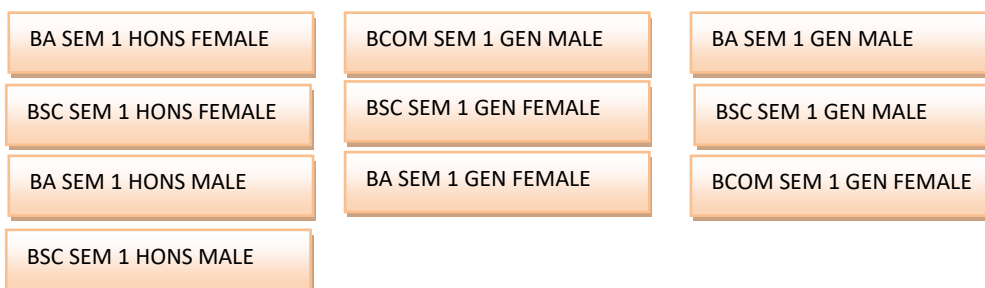 BA SEM 1 HONS FEMALE
BCOM SEM 1 GEN MALE
BA SEM 1 GEN MALE
BSC SEM 1 HONS FEMALE
BSC SEM 1 GEN FEMALE
BSC SEM 1 GEN MALE
BA SEM 1 HONS MALE
BA SEM 1 GEN FEMALE
BCOM SEM 1 GEN FEMALE
BSC SEM 1 HONS MALE